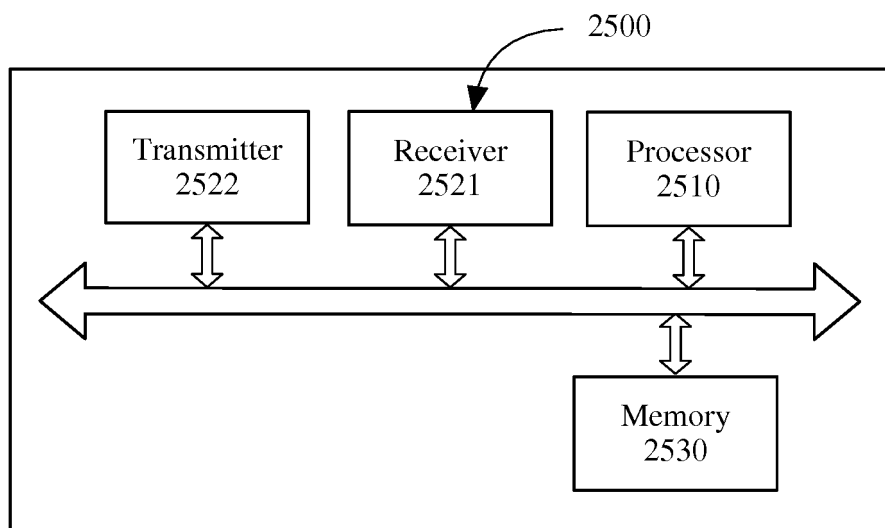 2500
Transmitter
2522
Receiver
2521
Processor
2510
Memory
2530